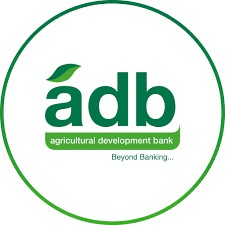 adb
agricultural development bank
Beyond Banking...